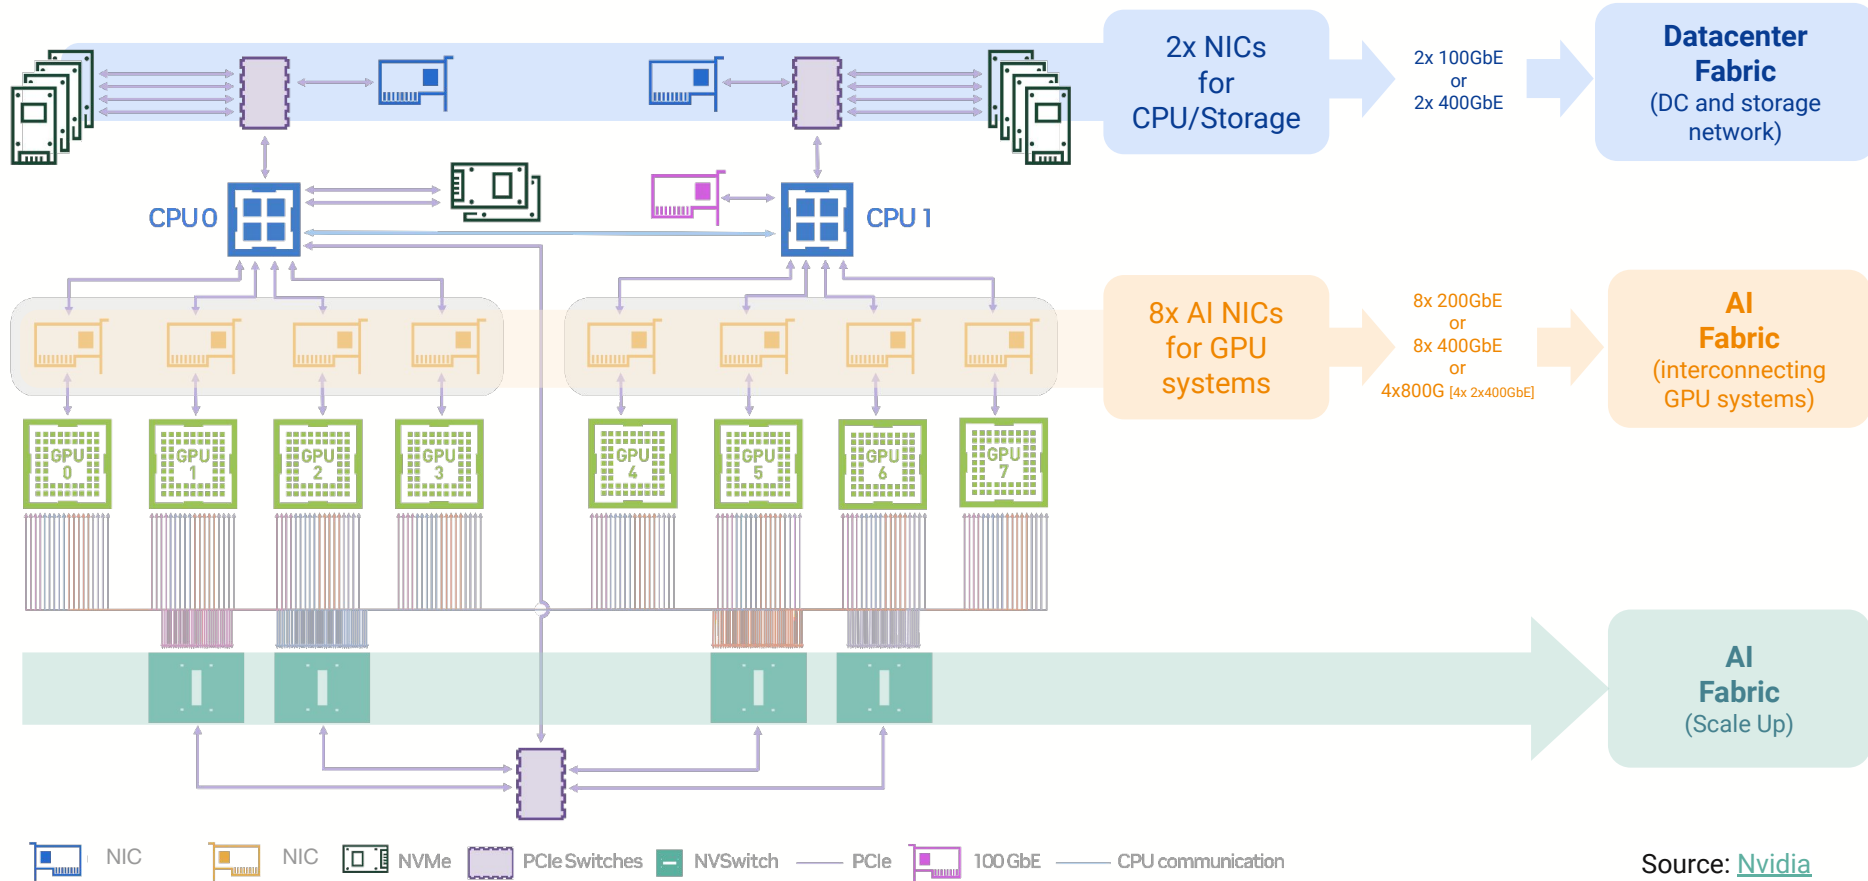 2x NICs
for
CPU/Storage
2x 100GbE
or
2x 400GbE
Datacenter
Fabric
(DC and storage
network)
CPU 0
CPU 1
8x AI NICs
for GPU
systems
8x 200GbE
or
8x 400GbE
or
4x800G [4x 2x400GbE]
AI
Fabric
(interconnecting
GPU systems)
GPU
0
GPU
1
GPU
2
GPU
3
GPU
4
GPU
5
GPU
6
GPU
7
AI
Fabric
(Scale Up)
NIC
NIC
NVMe
PCIe Switches
NVSwitch
PCIe
100 GbE
CPU communication
Source: Nvidia